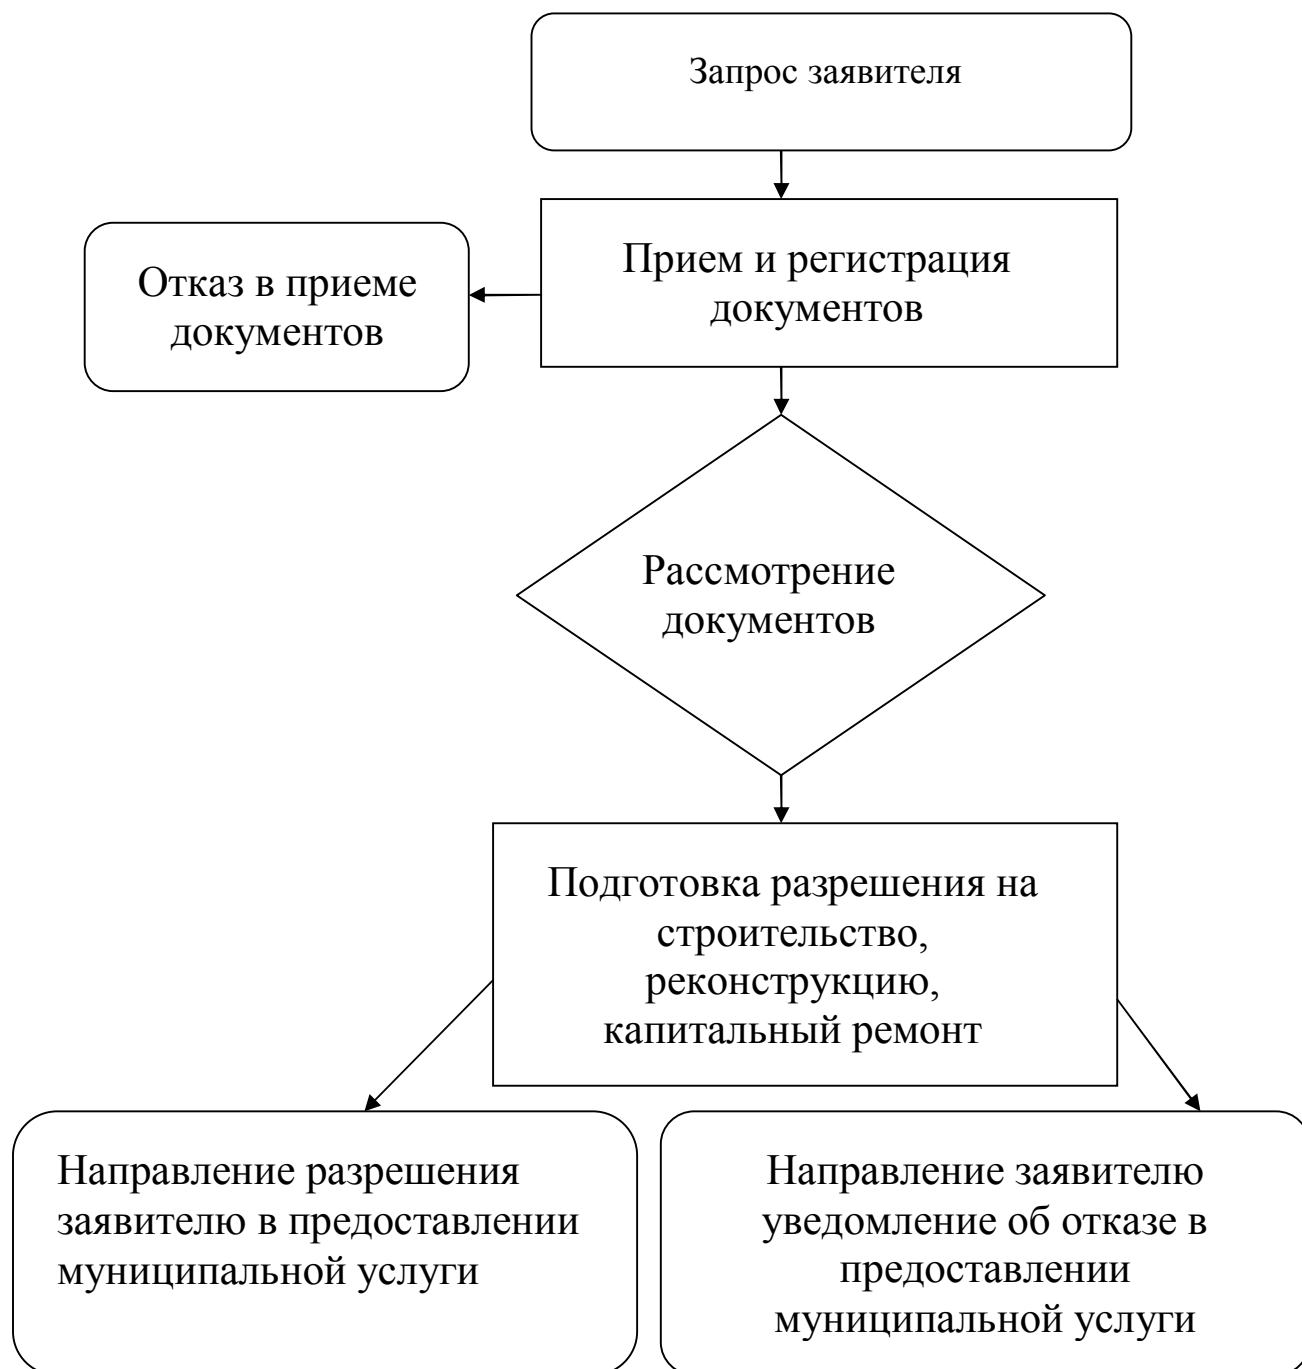 Запрос заявителя
Прием и регистрация
документов
Отказ в приеме
документов
Рассмотрение
документов
Подготовка разрешения на
строительство,
реконструкцию,
капитальный ремонт
Направление разрешения
заявителю в предоставлении
муниципальной услуги
Направление заявителю
уведомление об отказе в
предоставлении
муниципальной услуги